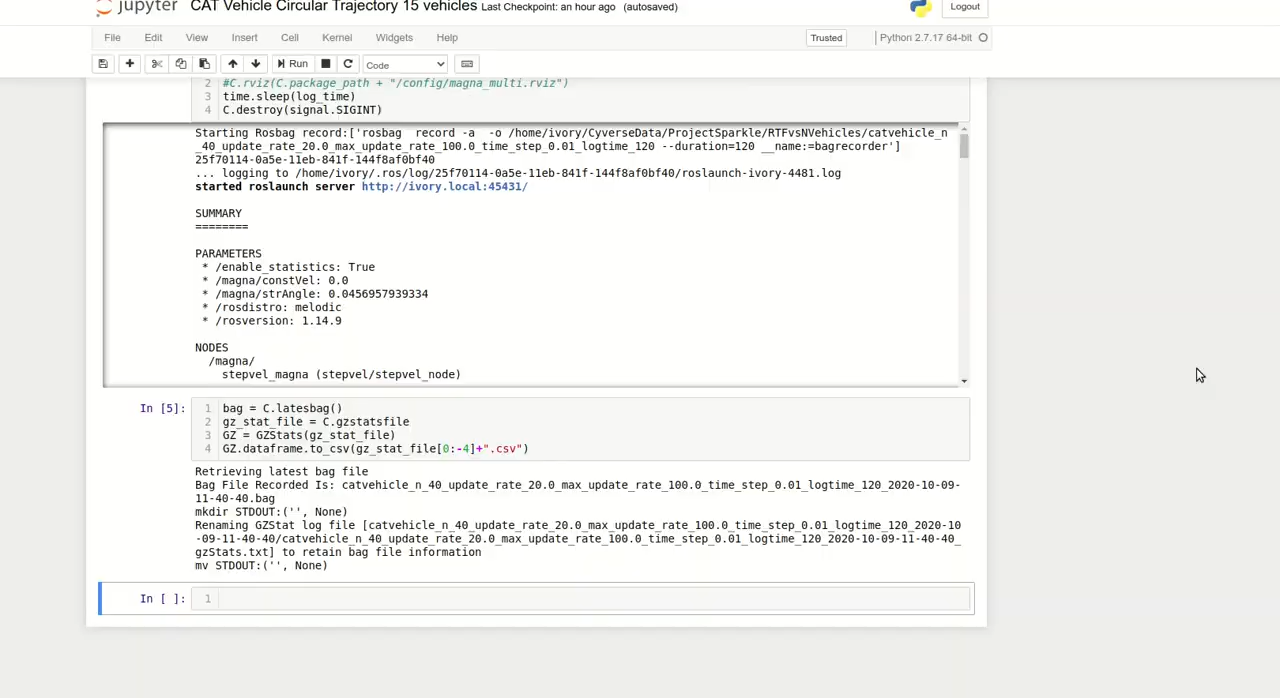 jupyter CAT Vehicle Circular Trajectory 15 vehicles Last Checkpoint: an hour ago (autosaved) Logout
File Edit View Insert Cell Kernel Widgets Help Trusted Python 2.7.17 64-bit
Run Code
2 #C.rviz(C.package_path + "/config/magna_multi.rviz")
3 time.sleep(log_time)
4 C.destroy(signal.SIGINT)
Starting Rosbag record:['rosbag  record -a  -o /home/ivory/CyverseData/ProjectSparkle/RTFvsNVehicles/catvehicle_n
_40_update_rate_20.0_max_update_rate_100.0_time_step_0.01_logtime_120 --duration=120 __name:=bagrecorder']
25f70114-0a5e-11eb-841f-144f8af0bf40
... logging to /home/ivory/.ros/log/25f70114-0a5e-11eb-841f-144f8af0bf40/roslaunch-ivory-4481.log
started roslaunch server http://ivory.local:45431/
SUMMARY
========
PARAMETERS
* /enable_statistics: True
* /magna/constVel: 0.0
* /magna/strAngle: 0.0456957939334
* /rosdistro: melodic
* /rosversion: 1.14.9
NODES
/magna/
stepvel_magna (stepvel/stepvel_node)
In [5]: 1 bag = C.latesbag()
2 gz_stat_file = C.gzstatsfile
3 GZ = GZStats(gz_stat_file)
4 GZ.dataframe.to_csv(gz_stat_file[0:-4]+".csv")
Retrieving latest bag file
Bag File Recorded Is: catvehicle_n_40_update_rate_20.0_max_update_rate_100.0_time_step_0.01_logtime_120_2020-10-09-
11-40-40.bag
mkdir STDOUT:('', None)
Renaming GZStat log file [catvehicle_n_40_update_rate_20.0_max_update_rate_100.0_time_step_0.01_logtime_120_2020-10
-09-11-40-40/catvehicle_n_40_update_rate_20.0_max_update_rate_100.0_time_step_0.01_logtime_120_2020-10-09-11-40-40_
gzStats.txt] to retain bag file information
mv STDOUT:('', None)
In [ ]: 1